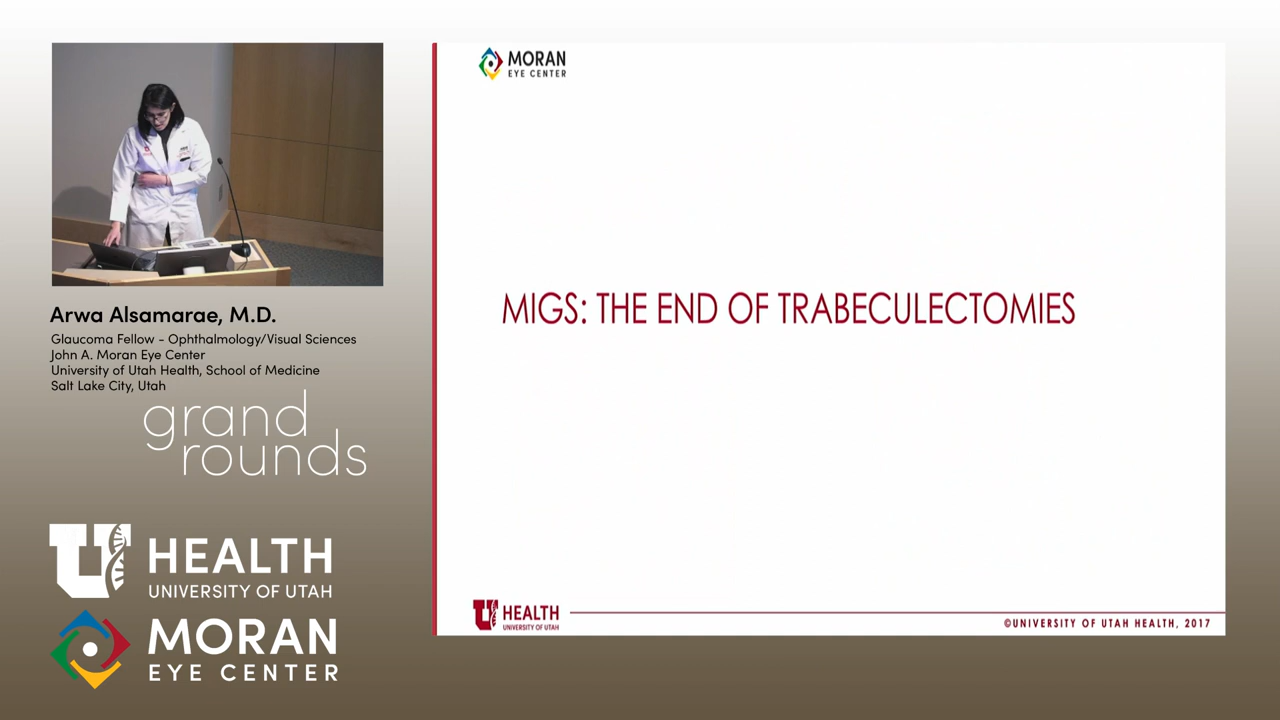 Arwa Alsamarae, M.D.
Glaucoma Fellow - Ophthalmology/Visual Sciences
John A. Moran Eye Center
University of Utah Health, School of Medicine
Salt Lake City, Utah
grand
rounds
U HEALTH
UNIVERSITY OF UTAH
MORAN
EYE CENTER
MORAN
EYE CENTER
MIGS: THE END OF TRABECULECTOMIES
U HEALTH
UNIVERSITY OF UTAH
©UNIVERSITY OF UTAH HEALTH, 2017